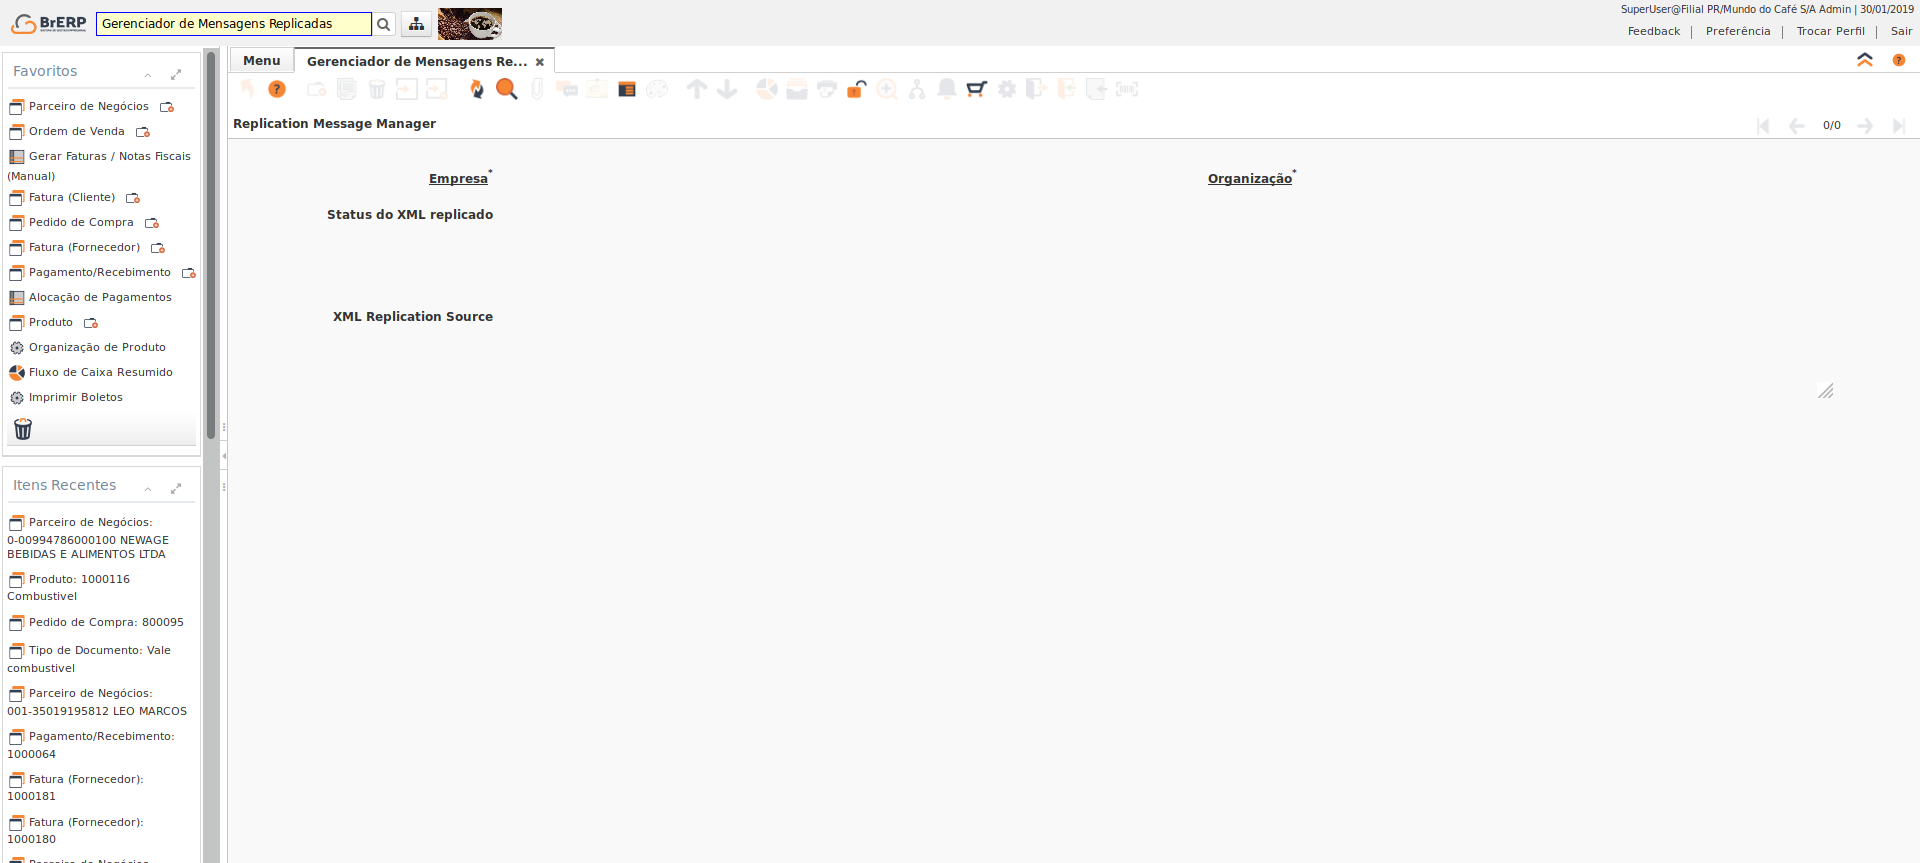 BrERP
Gerenciador de Mensagens Replicadas
SuperUser@Filial PR/Mundo do Café S/A Admin | 30/01/2019
Feedback | Preferência | Trocar Perfil | Sair
Favoritos
Parceiro de Negócios
Ordem de Venda
Gerar Faturas / Notas Fiscais
(Manual)
Fatura (Cliente)
Pedido de Compra
Fatura (Fornecedor)
Pagamento/Recebimento
Alocação de Pagamentos
Produto
Organização de Produto
Fluxo de Caixa Resumido
Imprimir Boletos
Itens Recentes
Parceiro de Negócios:
0-00994786000100 NEWAGE
BEBIDAS E ALIMENTOS LTDA
Produto: 1000116
Combustivel
Pedido de Compra: 800095
Tipo de Documento: Vale
combustivel
Parceiro de Negócios:
001-35019195812 LEO MARCOS
Pagamento/Recebimento:
1000064
Fatura (Fornecedor):
1000181
Fatura (Fornecedor):
1000180
Menu
Gerenciador de Mensagens Re...
Replication Message Manager
0/0
Empresa*
Organização*
Status do XML replicado
XML Replication Source